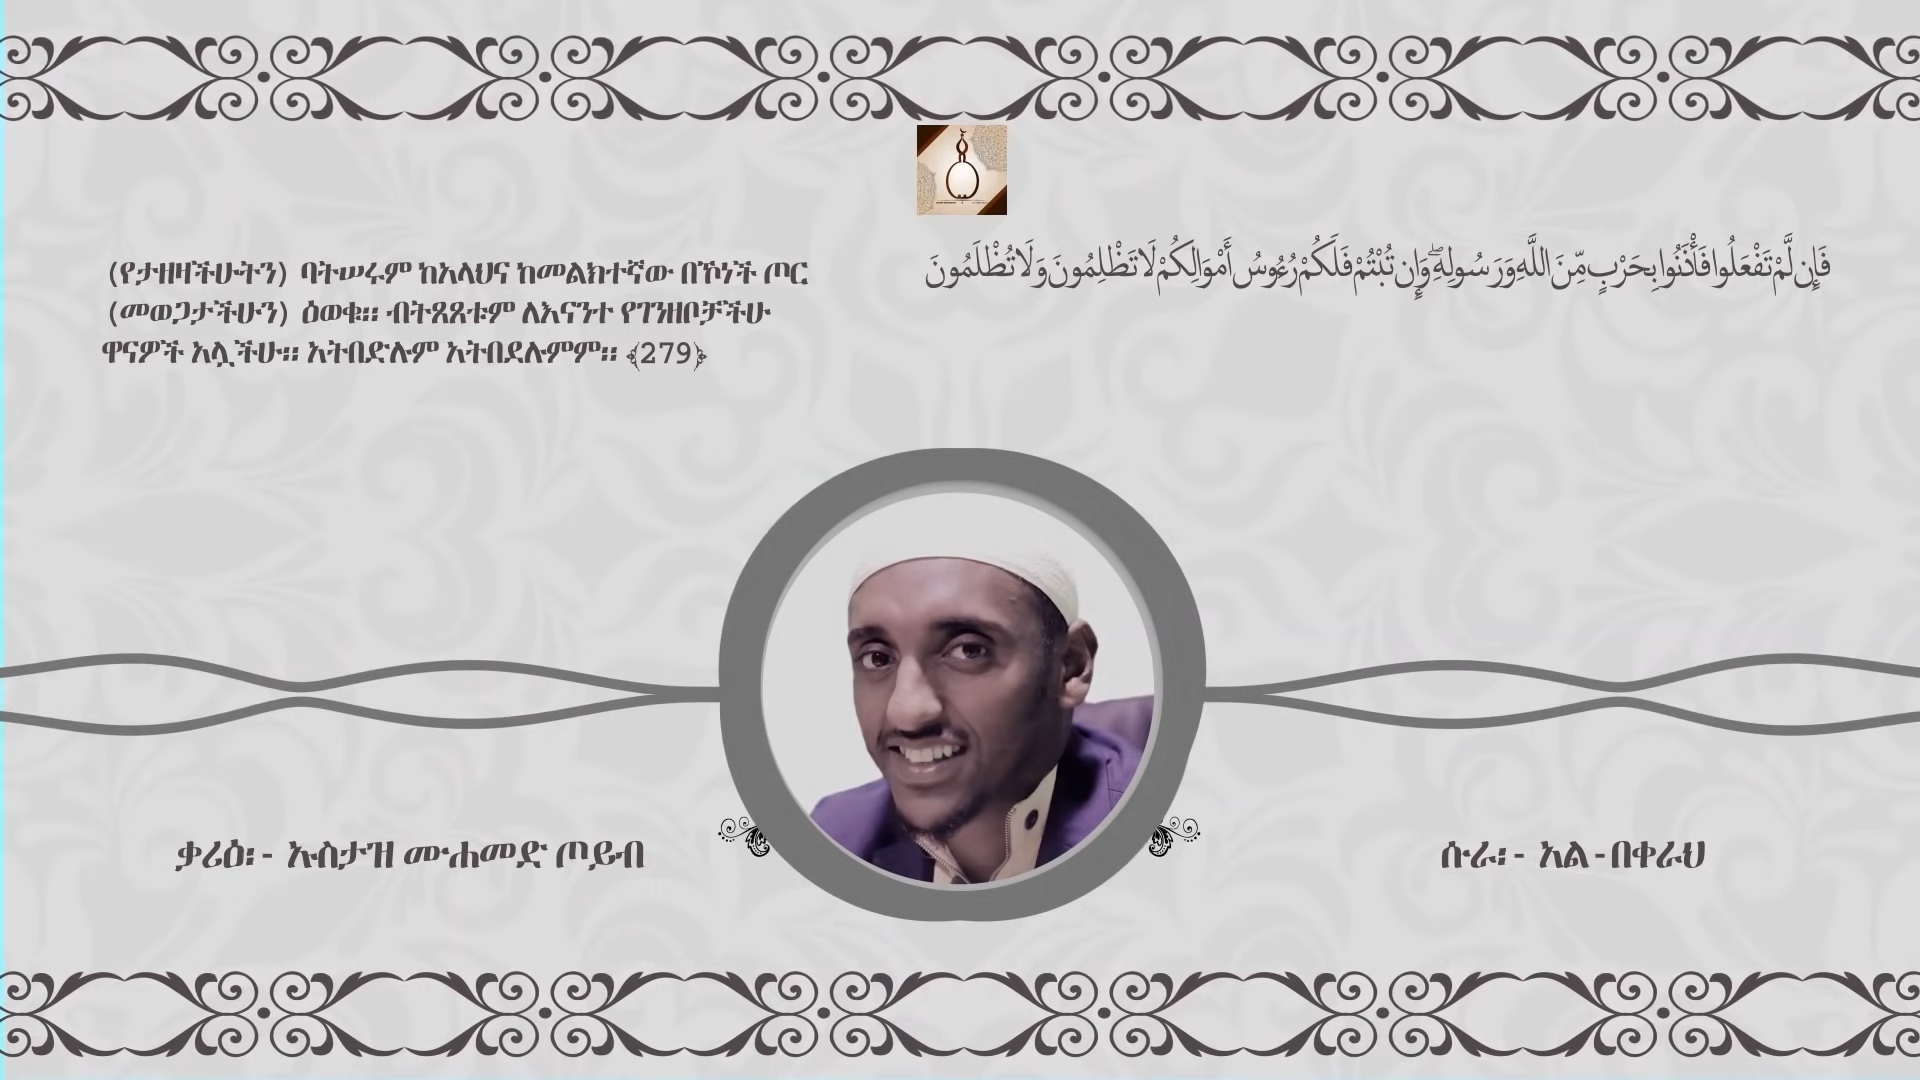 (የታዘዛችሁትን) ባትሠሩም ከአላህና ከመልክተኛው በኾነች ጦር
(መወጋታችሁን) ዕወቁ፡፡ ብትጸጸቱም ለእናንተ የገንዘቦቻችሁ
ዋናዎች አሏችሁ፡፡ አትበድሉም አትበደሉምም፡፡ ﴾279﴿
فَإِن لَّمْ تَفْعَلُوا فَأْذَنُوا بِحَرْبٍ مِّنَ اللَّهِ وَرَسُولِهِ ۖ وَإِن تُبْتُمْ فَلَكُمْ رُءُوسُ أَمْوَالِكُمْ لَا تَظْلِمُونَ وَلَا تُظْلَمُونَ
ቃሪዕ፡- ኡስታዝ ሙሐመድ ጦይብ
ሱራ፡- አል-በቀራህ